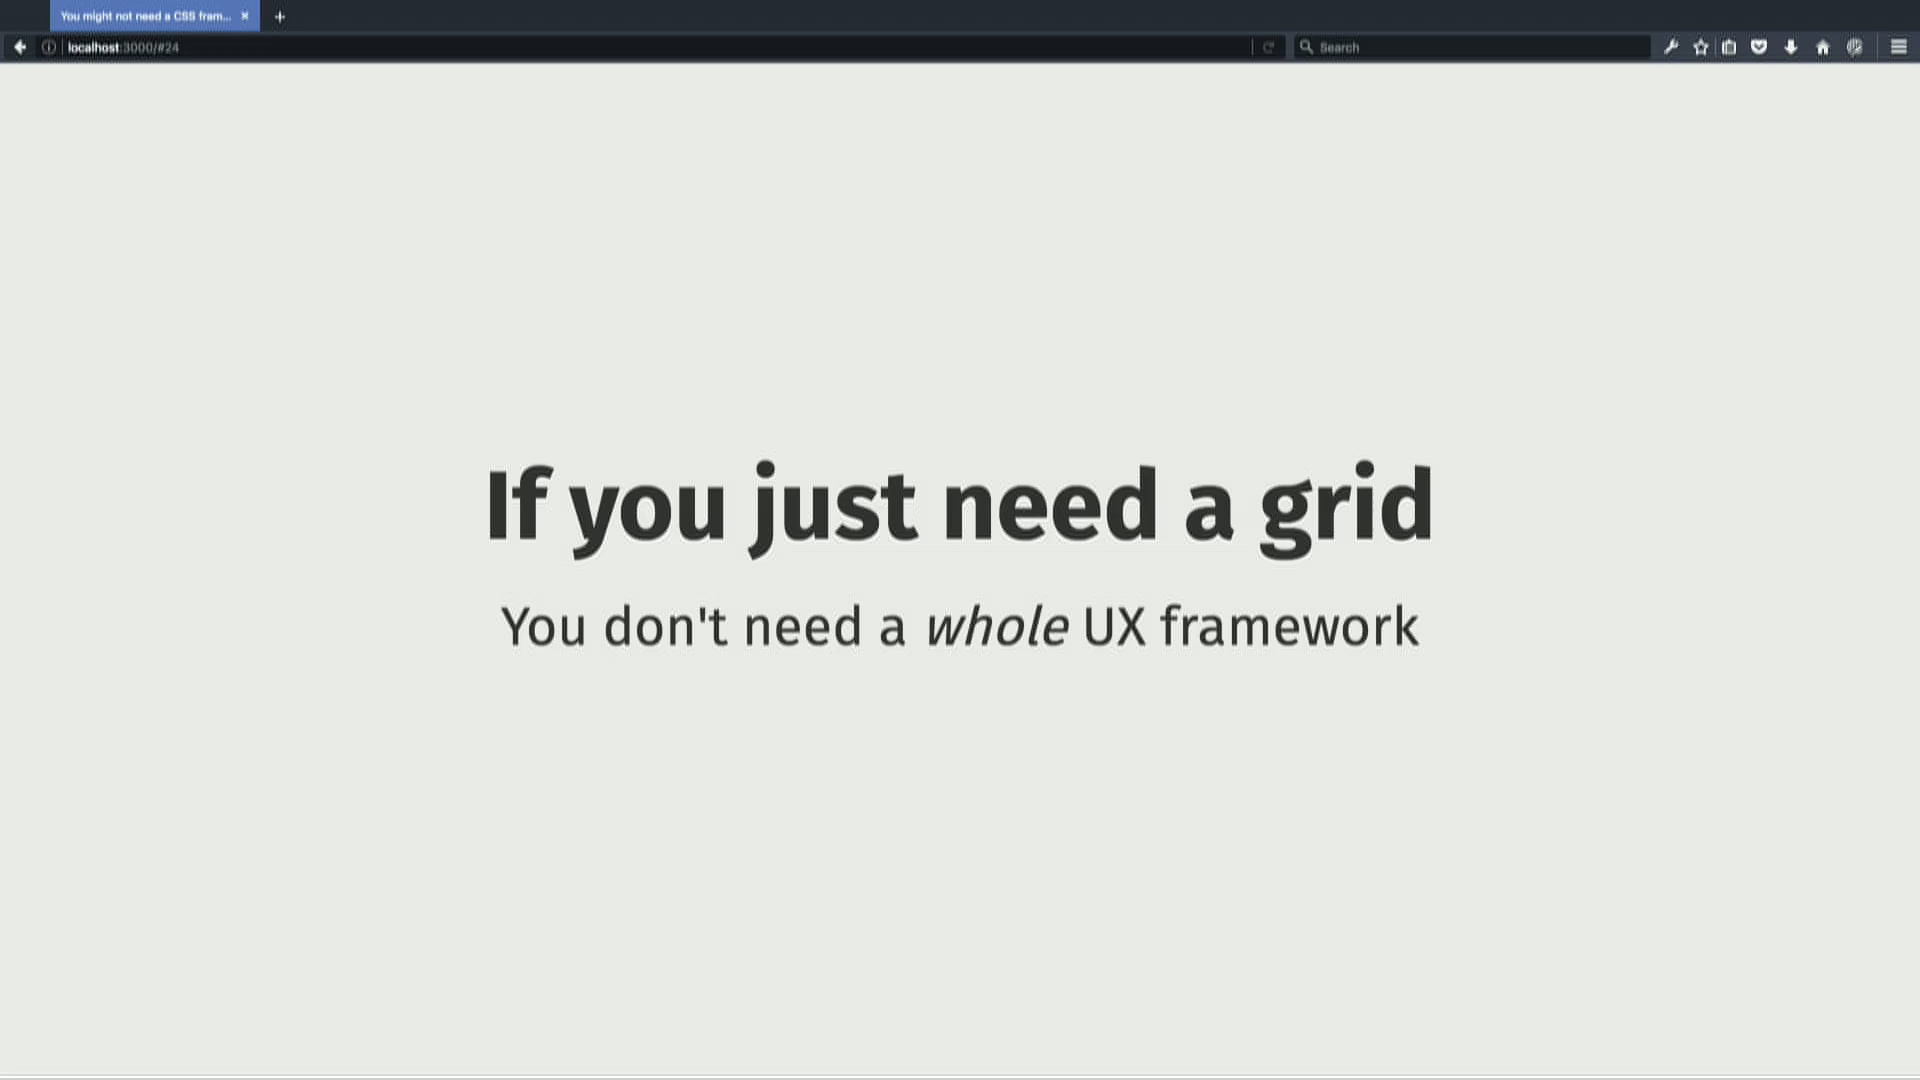 You might not need a CSS fram...
localhost:3000/#24
Search
If you just need a grid
You don't need a whole UX framework